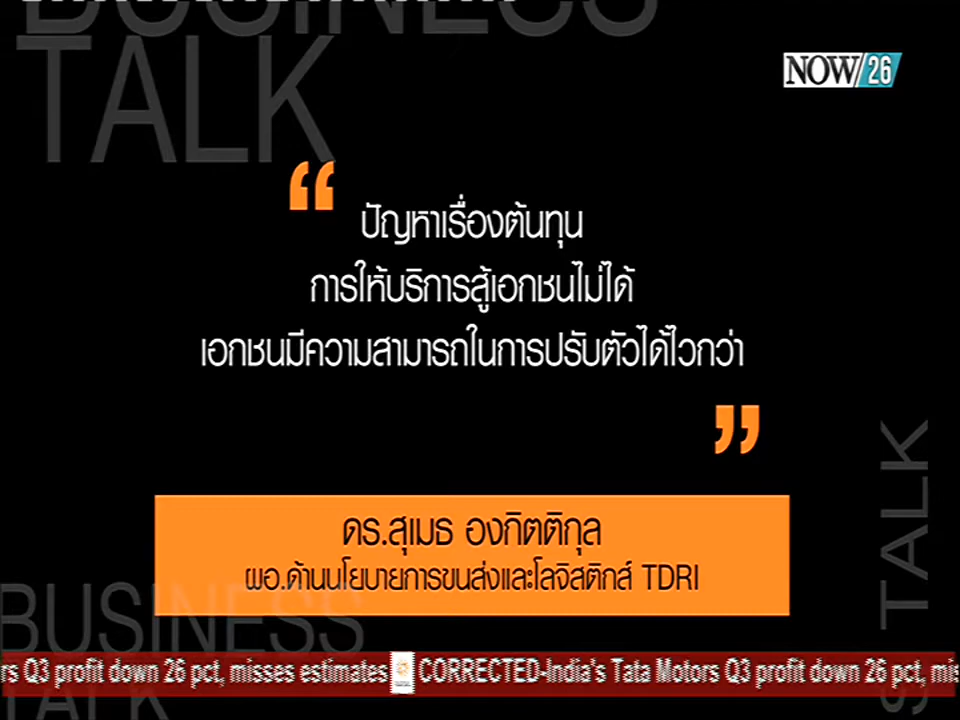 BUSINESS
TALK
NOW 26
“
ปัญหาเรื่องต้นทุน
การให้บริการสู้เอกชนไม่ได้
เอกชนมีความสามารถในการปรับตัวได้ไวกว่า
”
ดร.สุเมธ องกิตติกุล
ผอ.ด้านนโยบายการขนส่งและโลจิสติกส์ TDRI
TALK
BUSINESS
rs Q3 profit down 26 pct, misses estimates CORRECTED-India's Tata Motors Q3 profit down 26 pct, mis
TALK